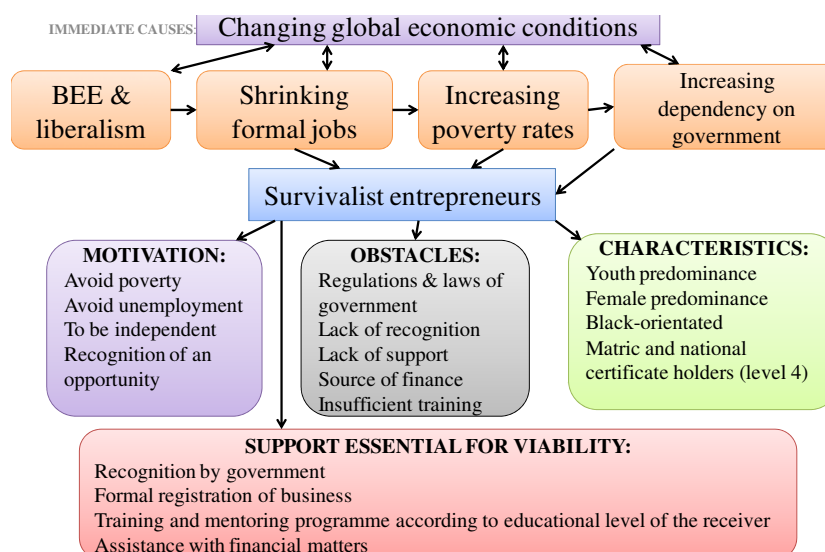 IMMEDIATE CAUSES:
Changing global economic conditions
BEE &
liberalism
Shrinking
formal jobs
Increasing
poverty rates
Increasing
dependency on
government
Survivalist entrepreneurs
MOTIVATION:
Avoid poverty
Avoid unemployment
To be independent
Recognition of an
opportunity
OBSTACLES:
Regulations & laws of
government
Lack of recognition
Lack of support
Source of finance
Insufficient training
CHARACTERISTICS:
Youth predominance
Female predominance
Black-orientated
Matric and national
certificate holders (level 4)
SUPPORT ESSENTIAL FOR VIABILITY:
Recognition by government
Formal registration of business
Training and mentoring programme according to educational level of the receiver
Assistance with financial matters